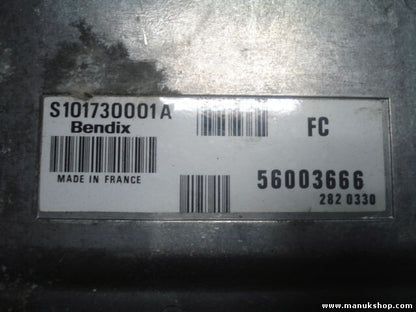 S101730001A
Bendix
FC
MADE IN FRANCE
56003666
282 0330
www.manukshop.com